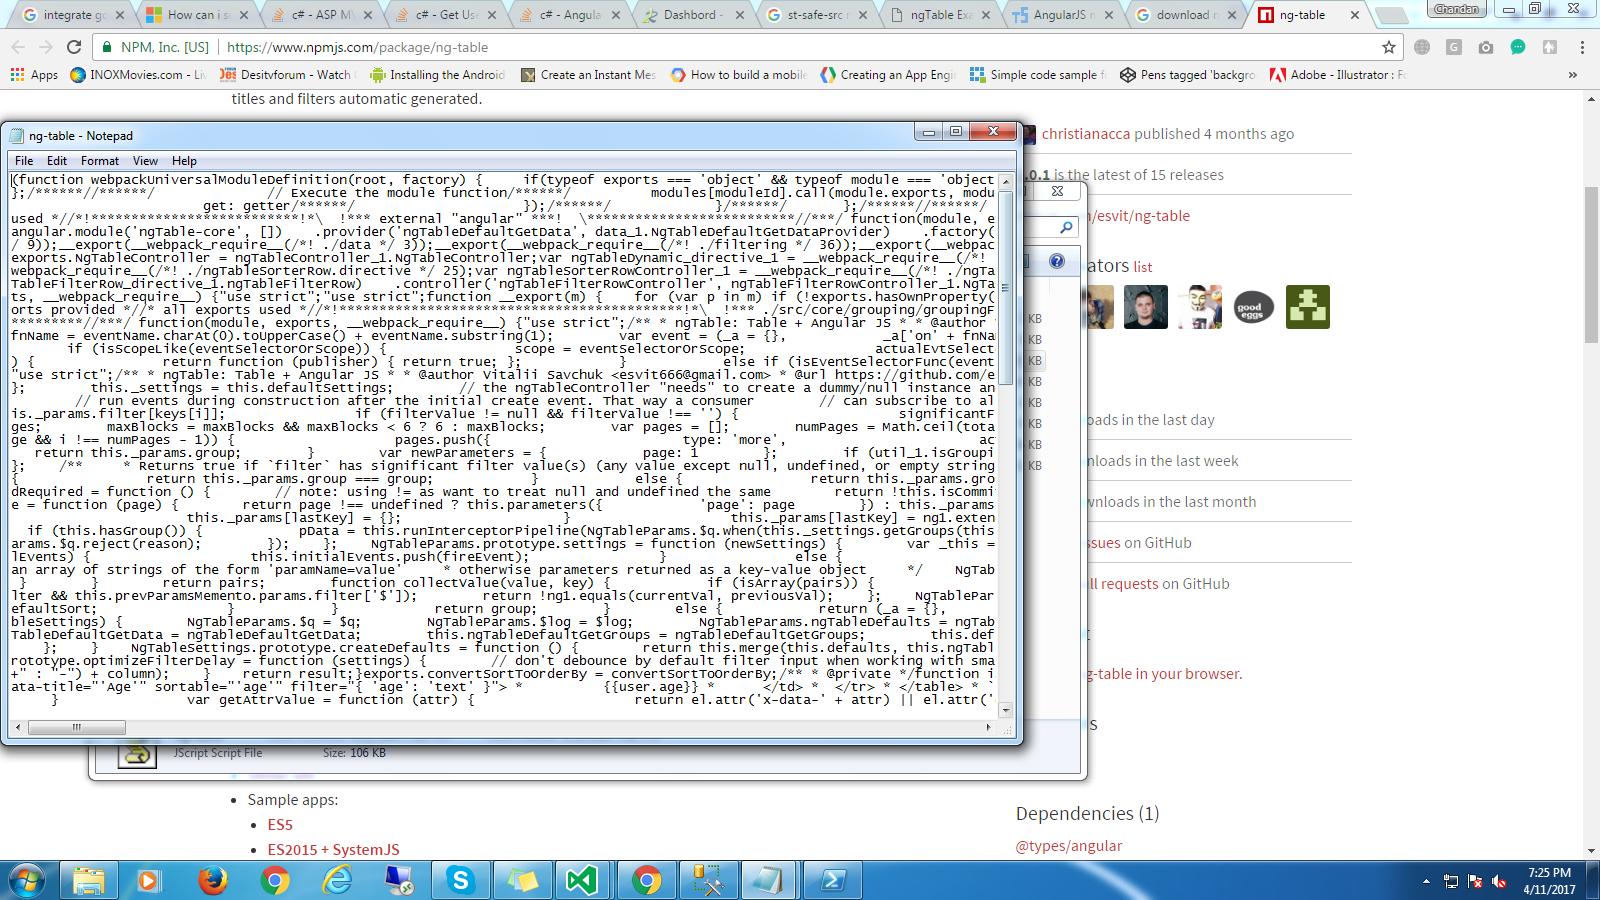 integrate go
How can i s
c# - ASP M
c# - Get Use
c# - Angula
Dashbord -
st-safe-src
ngTable Exa
AngularJS n
download n
ng-table
Chandan
NPM, Inc. [US]
https://www.npmjs.com/package/ng-table
Apps
INOXMovies.com - Li
Desitvforum - Watch
Installing the Android
Create an Instant Mes
How to build a mobile
Creating an App Engi
Simple code sample f
Pens tagged 'backgro
Adobe - Illustrator : F
»
titles and filters automatic generated.
ng-table - Notepad
File Edit Format View Help
(function webpackUniversalModuleDefinition(root, factory) { if(typeof exports === 'object' && typeof module === 'object
};/******//******/ // Execute the module function/******/ modules[moduleId].call(module.exports, modu
get: getter/******/ });/******/ }/******/ };/******//******/
used *//*!***************************!*\ !*** external "angular" ***! \***************************//***/ function(module, e
angular.module('ngTable-core', []) .provider('ngTableDefaultGetData', data_1.NgTableDefaultGetDataProvider) .factory(
/ 9));__export(__webpack_require__(/*! ./data */ 3));__export(__webpack_require__(/*! ./filtering */ 36));__export(__webpac
exports.NgTableController = ngTableController_1.NgTableController;var ngTableDynamic_directive_1 = __webpack_require__(/*!
webpack_require__(/*! ./ngTableSorterRow.directive */ 25);var ngTableSorterRowController_1 = __webpack_require__(/*! ./ngTa
TableFilterRow_directive_1.ngTableFilterRow) .controller('ngTableFilterRowController', ngTableFilterRowController_1.NgTa
ts, __webpack_require__) {"use strict";"use strict";function __export(m) { for (var p in m) if (!exports.hasOwnProperty(
orts provided *//* all exports used *//*!*********************************************!*\ !*** ./src/core/grouping/groupingF
*********//***/ function(module, exports, __webpack_require__) {"use strict";/** * ngTable: Table + Angular JS * * @author
fnName = eventName.charAt(0).toUpperCase() + eventName.substring(1); var event = (_a = {}, _a['on' + fnNa
if (isScopeLike(eventSelectorOrScope)) { scope = eventSelectorOrScope; actualEvtSelect
) { return function (publisher) { return true; }; } else if (isEventSelectorFunc(event
"use strict";/** * ngTable: Table + Angular JS * * @author Vitalii Savchuk <esvit666@gmail.com> * @url https://github.com/e
}; this._settings = this.defaultSettings; // the ngTableController "needs" to create a dummy/null instance an
// run events during construction after the initial create event. That way a consumer // can subscribe to al
is._params.filter[keys[i]]; if (filterValue != null && filterValue !== '') { significantF
ges; maxBlocks = maxBlocks && maxBlocks < 6 ? 6 : maxBlocks; var pages = []; numPages = Math.ceil(tota
ge && i !== numPages - 1)) { pages.push({ type: 'more', ac
return this._params.group; } var newParameters = { page: 1 }; if (util_1.isGroupi
}; /** * Returns true if `filter` has significant filter value(s) (any value except null, undefined, or empty string
{ return this._params.group === group; } else { return this._params.gro
dRequired = function () { // note: using != as want to treat null and undefined the same return !this.isCommit
e = function (page) { return page !== undefined ? this.parameters({ 'page': page }) : this._params
this._params[lastKey] = {}; } this._params[lastKey] = ng1.exten
if (this.hasGroup()) { pData = this.runInterceptorPipeline(NgTableParams.$q.when(this._settings.getGroups(this
arams.$q.reject(reason); }); }; NgTableParams.prototype.settings = function (newSettings) { var _this =
lEvents) { this.initialEvents.push(fireEvent); } else {
an array of strings of the form 'paramName=value' * otherwise parameters returned as a key-value object */ NgTab
} } return pairs; function collectValue(value, key) { if (isArray(pairs)) {
lter && this.prevParamsMemento.params.filter['$']); return !ng1.equals(currentVal, previousVal); }; NgTablePar
efaultSort; } } return group; } else { return (_a = {},
bleSettings) { NgTableParams.$q = $q; NgTableParams.$log = $log; NgTableParams.ngTableDefaults = ngTab
TableDefaultGetData = ngTableDefaultGetData; this.ngTableDefaultGetGroups = ngTableDefaultGetGroups; this.def
}; } NgTableSettings.prototype.createDefaults = function () { return this.merge(this.defaults, this.ngTabl
rototype.optimizeFilterDelay = function (settings) { // don't debounce by default filter input when working with sma
+" : "-") + column); } return result;}exports.convertSortToOrderBy = convertSortToOrderBy;/** * @private */function i
ata-title="'Age'" sortable="'age'" filter="{ 'age': 'text' }"> * {{user.age}} * </td> * </tr> * </table> * `
} var getAttrValue = function (attr) { return el.attr('x-data-' + attr) || el.attr('
KB
KB
KB
KB
KB
KB
KB
KB
JScript Script File
Size: 106 KB
christianacca published 4 months ago
.0.1 is the latest of 15 releases
/esvit/ng-table
ators list
good eggs
oads in the last day
nloads in the last week
wnloads in the last month
ssues on GitHub
ll requests on GitHub
g-table in your browser.
s
Sample apps:
ES5
ES2015 + SystemJS
Dependencies (1)
@types/angular
7:25 PM
4/11/2017